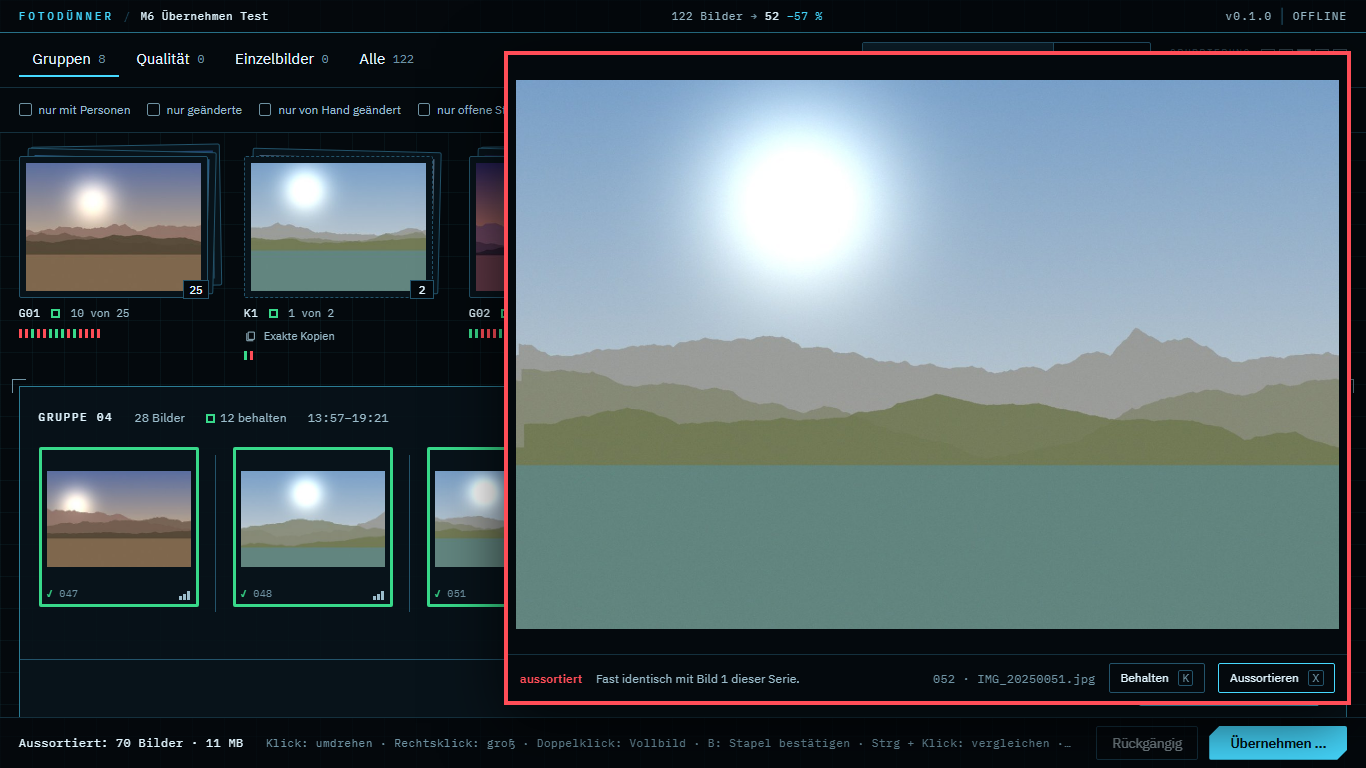 FOTODÜNNER / M6 Übernehmen Test
122 Bilder → 52 −57 %
v0.1.0 OFFLINE
Gruppen 8 Qualität 0 Einzelbilder 0 Alle 122
nur mit Personen nur geänderte nur von Hand geändert nur offene
25
2
G01 10 von 25
K1 1 von 2
G02
Exakte Kopien
GRUPPE 04 28 Bilder 12 behalten 13:57–19:21
✓ 047
✓ 048
✓ 051
aussortiert Fast identisch mit Bild 1 dieser Serie. 052 · IMG_20250051.jpg Behalten K Aussortieren X
Aussortiert: 70 Bilder · 11 MB Klick: umdrehen · Rechtsklick: groß · Doppelklick: Vollbild · B: Stapel bestätigen · Strg + Klick: vergleichen ·… Rückgängig Übernehmen ...